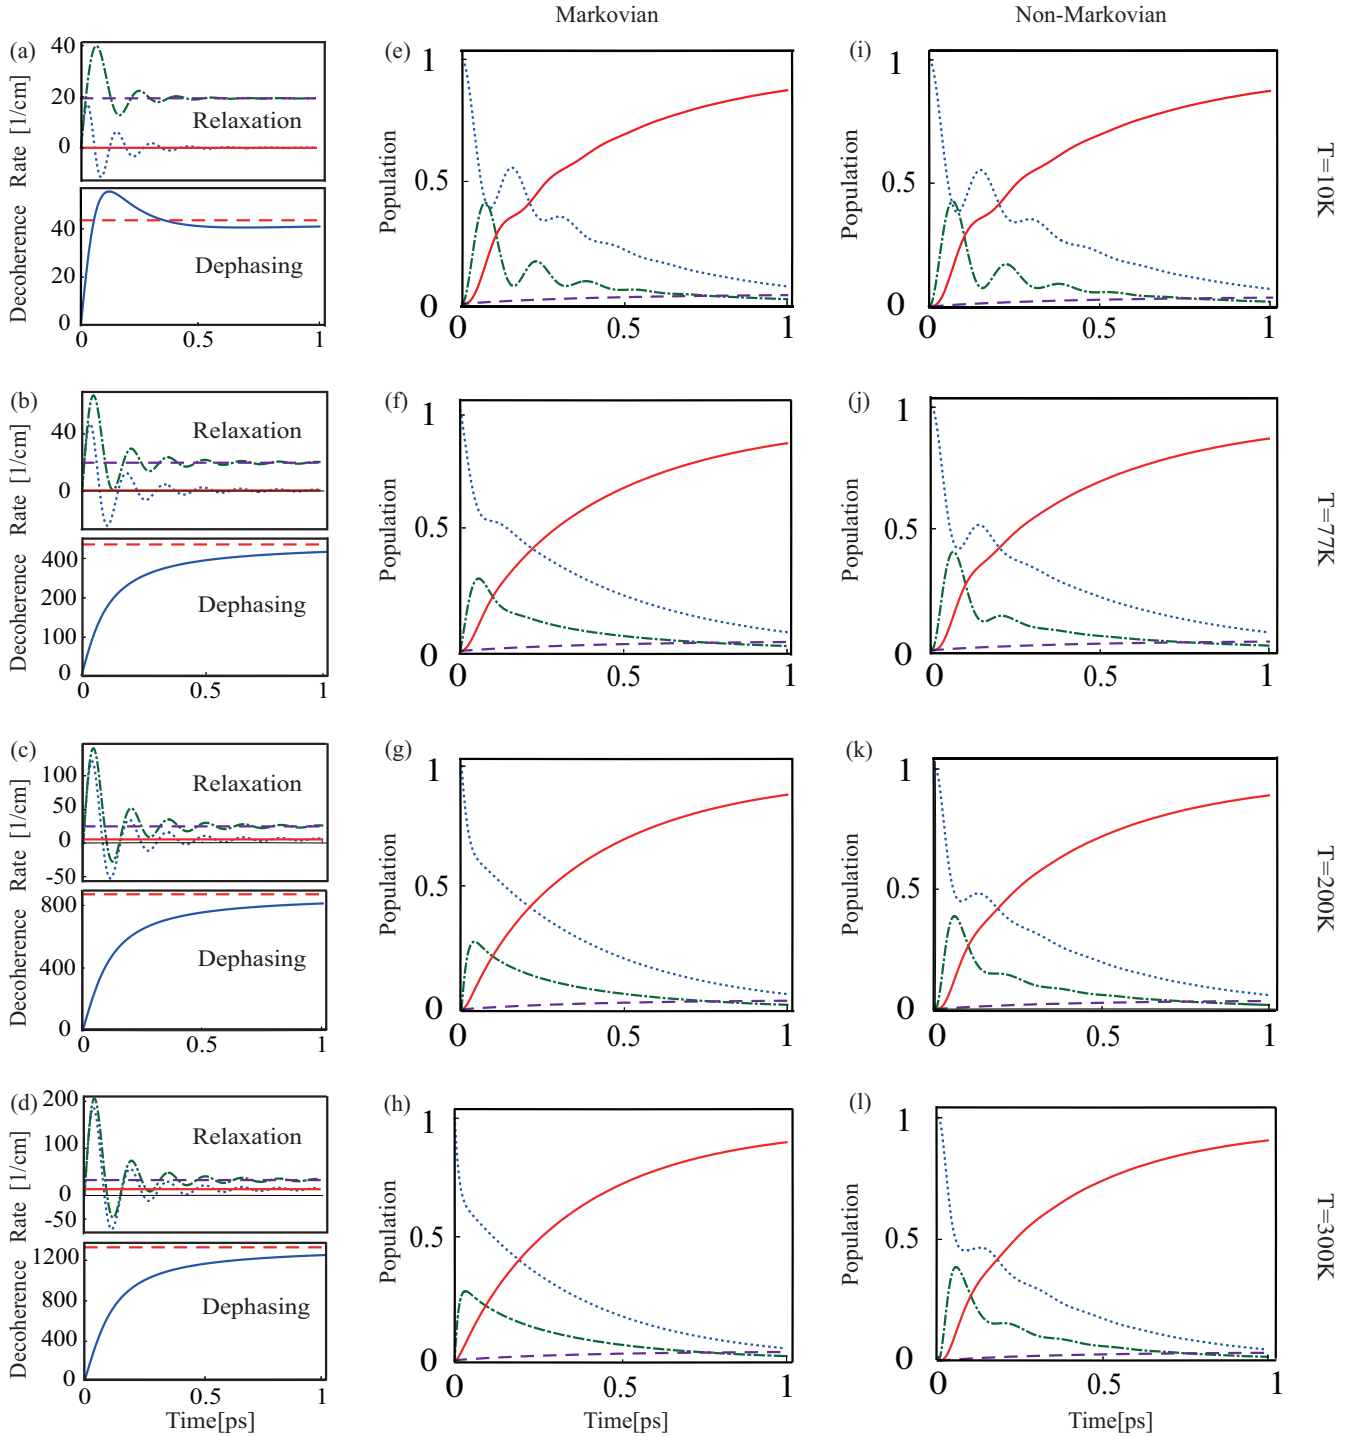 Markovian
Non-Markovian
(a)
40
20
0
Relaxation
40
20
0
Dephasing
0
0.5
1
Decoherence Rate [1/cm]
(e)
1
0.5
0
0
0.5
1
Population
(i)
1
0.5
0
0
0.5
1
Population
T=10K
(b)
40
0
Relaxation
400
200
100
0
Dephasing
0
0.5
1
Decoherence Rate [1/cm]
(f)
1
0.5
0
0
0.5
1
Population
(j)
1
0.5
0
0
0.5
1
Population
T=77K
(c)
100
50
0
-50
Relaxation
800
400
0
Dephasing
0
0.5
1
Decoherence Rate [1/cm]
(g)
1
0.5
0
0
0.5
1
Population
(k)
1
0.5
0
0
0.5
1
Population
T=200K
(d)
200
100
0
-50
Relaxation
1200
800
400
0
Dephasing
0
0.5
1
Decoherence Rate [1/cm]
Time[ps]
(h)
1
0.5
0
0
0.5
1
Population
Time[ps]
(l)
1
0.5
0
0
0.5
1
Population
Time[ps]
T=300K